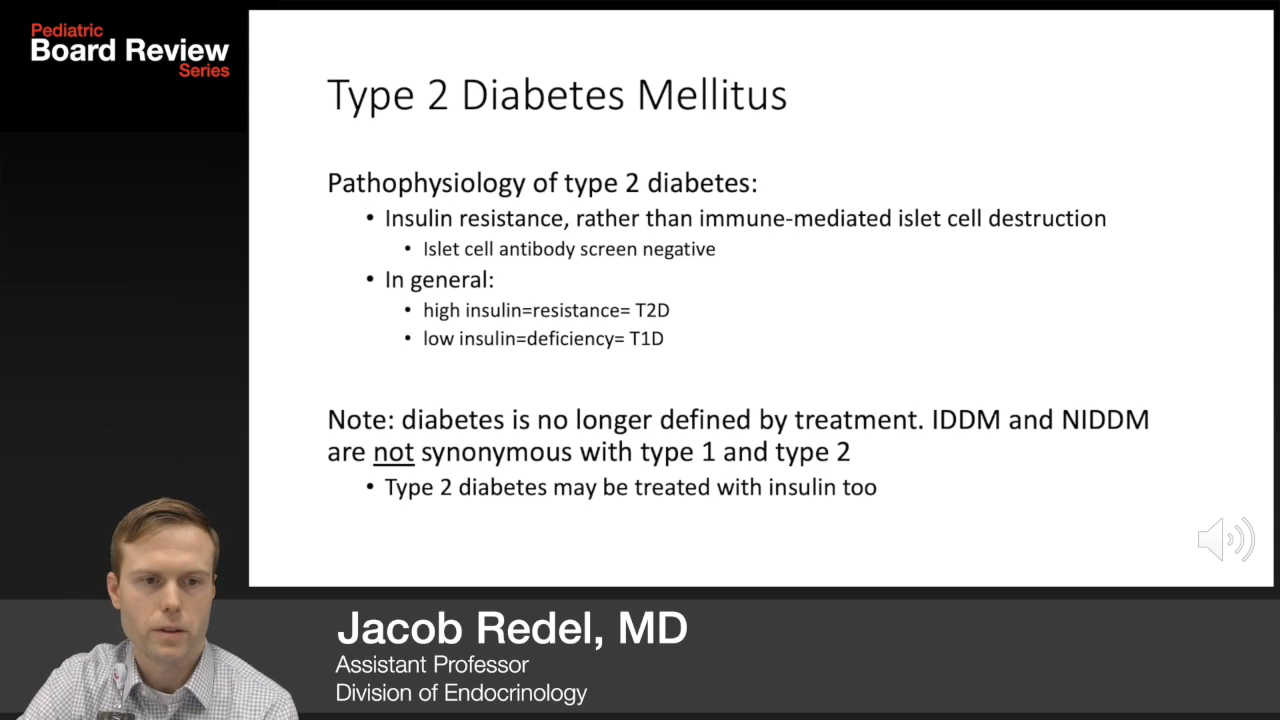 Pediatric
Board Review
Series
Type 2 Diabetes Mellitus
Pathophysiology of type 2 diabetes:
• Insulin resistance, rather than immune-mediated islet cell destruction
• Islet cell antibody screen negative
• In general:
• high insulin=resistance= T2D
• low insulin=deficiency= T1D
Note: diabetes is no longer defined by treatment. IDDM and NIDDM
are not synonymous with type 1 and type 2
• Type 2 diabetes may be treated with insulin too
Jacob Redel, MD
Assistant Professor
Division of Endocrinology